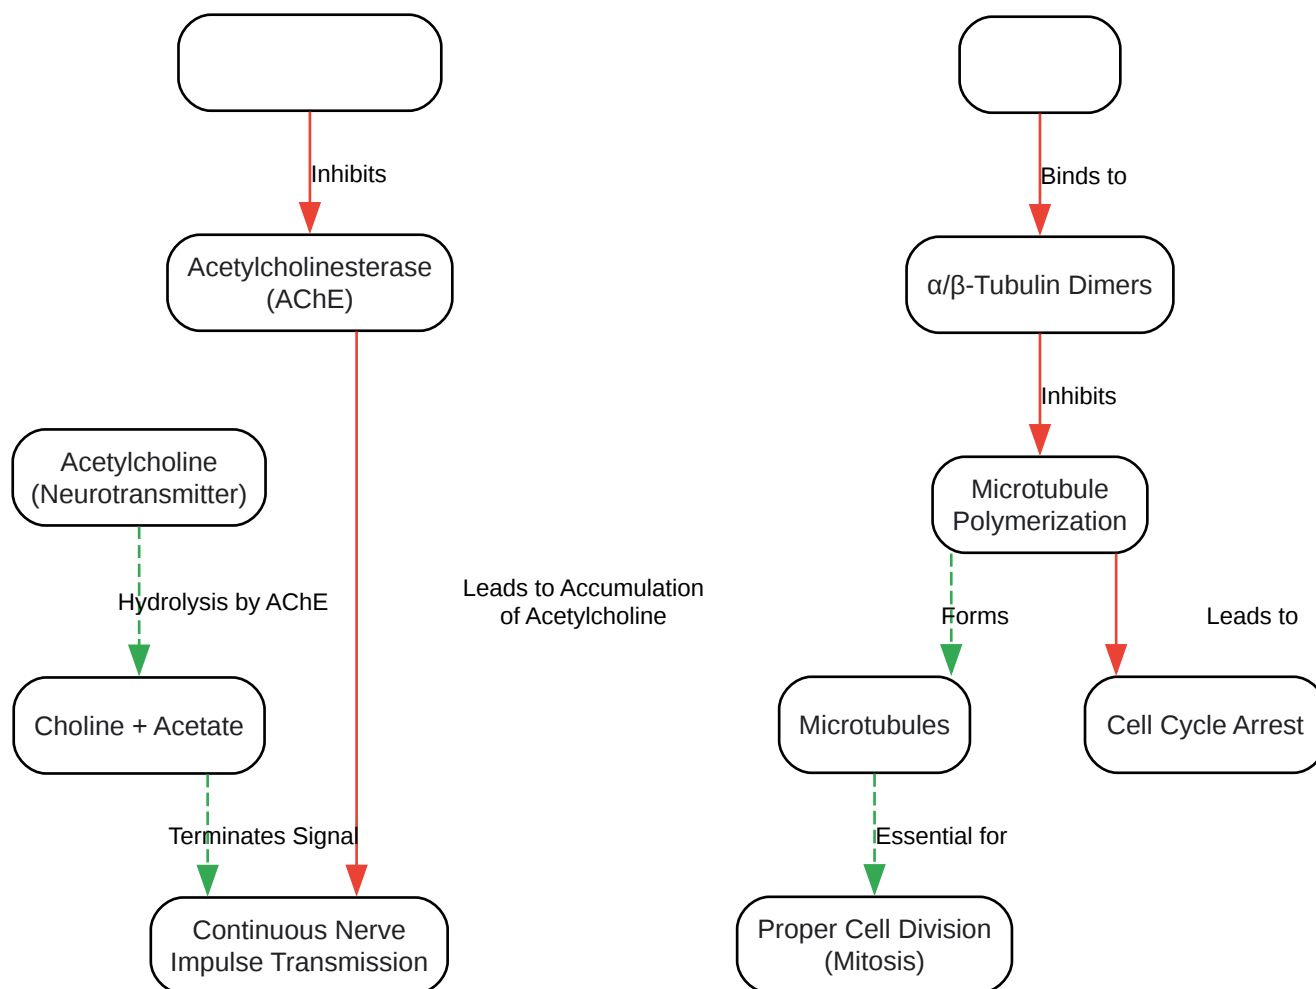 Inhibits
Acetylcholinesterase
(AChE)
Acetylcholine
(Neurotransmitter)
Hydrolysis by AChE
Leads to Accumulation
of Acetylcholine
Choline + Acetate
Terminates Signal
Continuous Nerve
Impulse Transmission
Binds to
α/β-Tubulin Dimers
Inhibits
Microtubule
Polymerization
Forms
Leads to
Microtubules
Cell Cycle Arrest
Essential for
Proper Cell Division
(Mitosis)